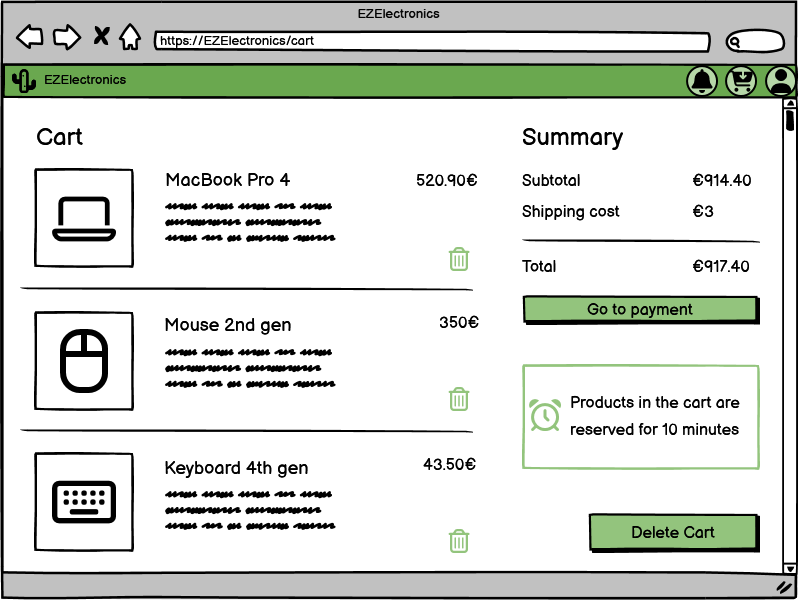 EZElectronics
https://EZElectronics/cart
EZElectronics
Cart
MacBook Pro 4
520.90€
Mouse 2nd gen
350€
Keyboard 4th gen
43.50€
Summary
Subtotal €914.40
Shipping cost €3
Total €917.40
Go to payment
Products in the cart are
reserved for 10 minutes
Delete Cart